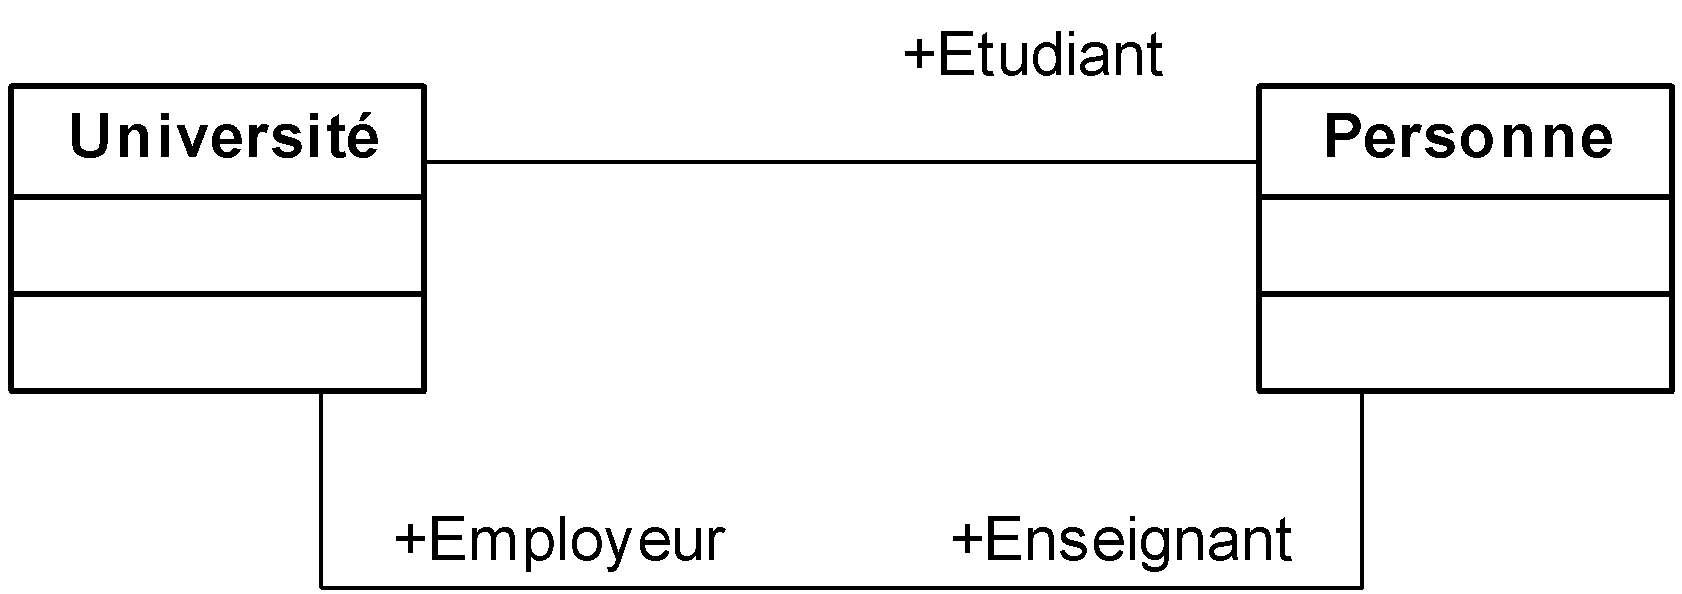 +Etudiant
Université
Personne
+Employeur
+Enseignant